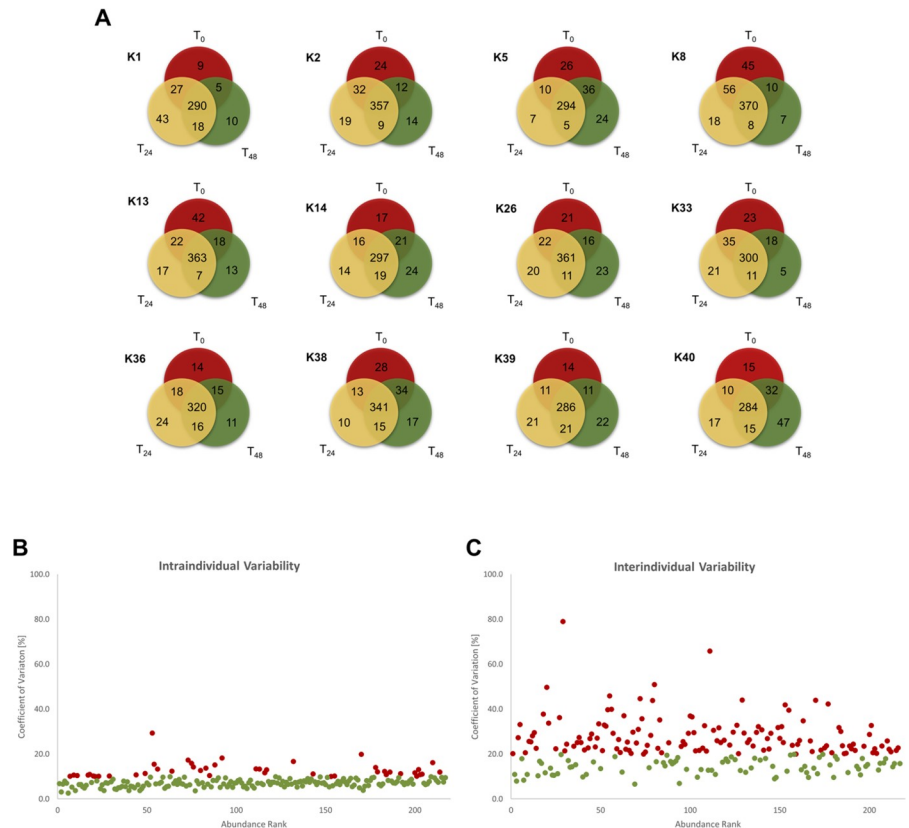 A
T0 T0 T0 T0
K1 K2 K5 K8
9 24 26 45
27 5 32 12 10 36 56 10
290 357 294 370
43 18 10 19 9 14 7 5 24 18 8 7
T24 T48 T24 T48 T24 T48 T24 T48
T0 T0 T0 T0
K13 K14 K26 K33
42 17 21 23
22 18 16 21 22 16 35 18
363 297 361 300
17 7 13 14 19 24 20 11 23 21 11 5
T24 T48 T24 T48 T24 T48 T24 T48
T0 T0 T0 T0
K36 K38 K39 K40
14 28 14 15
18 15 13 34 11 11 10 32
320 341 286 284
24 16 11 10 15 17 21 21 22 17 15 47
T24 T48 T24 T48 T24 T48 T24 T48
B
Intraindividual Variability
Coefficient of Variaton [%]
100.0
80.0
60.0
40.0
20.0
0.0
0 50 100 150 200
Abundance Rank
C
Interindividual Variability
Coefficient of Variation [%]
100.0
80.0
60.0
40.0
20.0
0.0
0 50 100 150 200
Abundance Rank